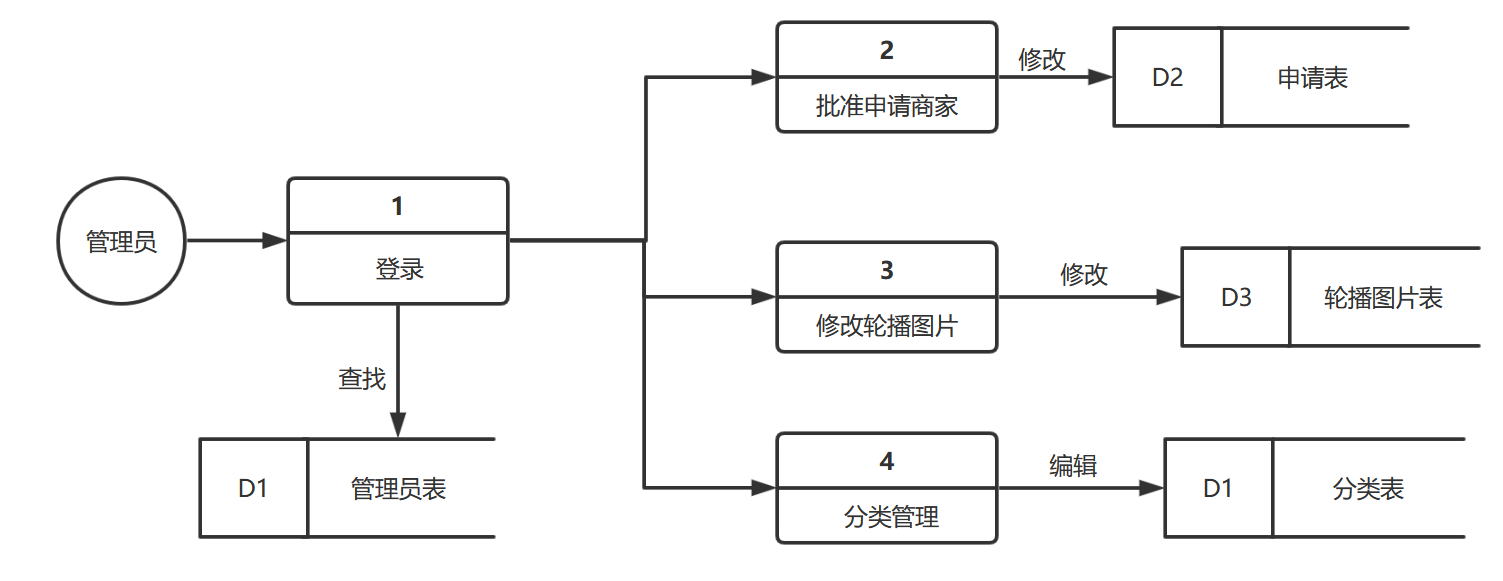 2
批准申请商家
修改
D2
申请表
管理员
1
登录
3
修改轮播图片
修改
D3
轮播图片表
查找
D1
管理员表
4
分类管理
编辑
D1
分类表